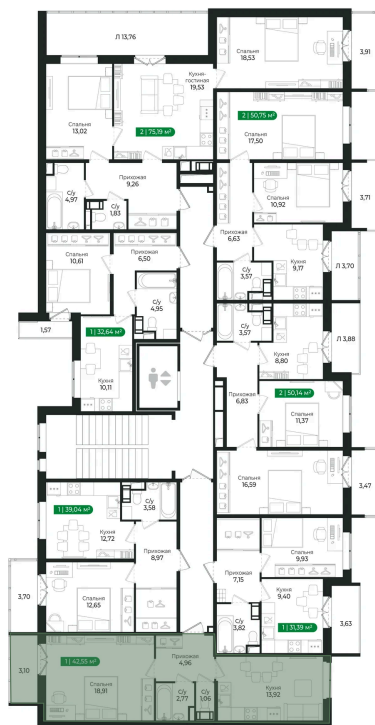 Л 13,76
Спальня
18,53
3,91
Кухня-
гостиная
19,53
Спальня
13,02
2 | 75,19 м²
2 | 50,75 м²
Спальня
17,50
Прихожая
9,26
С/у
4,97
С/у
1,83
Спальня
10,92
3,71
Прихожая
6,63
Прихожая
6,50
Спальня
10,61
Кухня
9,17
Л 3,70
С/у
3,57
С/у
4,95
1,57
1 | 32,64 м²
С/у
3,57
Л 3,88
Кухня
8,80
Кухня
10,11
Прихожая
6,83
2 | 50,14 м²
Спальня
11,37
Спальня
16,59
3,47
С/у
3,58
1 | 39,04 м²
Кухня
12,72
Прихожая
8,97
Спальня
9,93
Прихожая
7,15
Кухня
9,40
3,70
Спальня
12,65
С/у
3,82
1 | 31,39 м²
3,63
3,10
1 | 42,55 м²
Спальня
18,91
Прихожая
4,96
С/у
2,77
С/у
1,06
Кухня
13,92